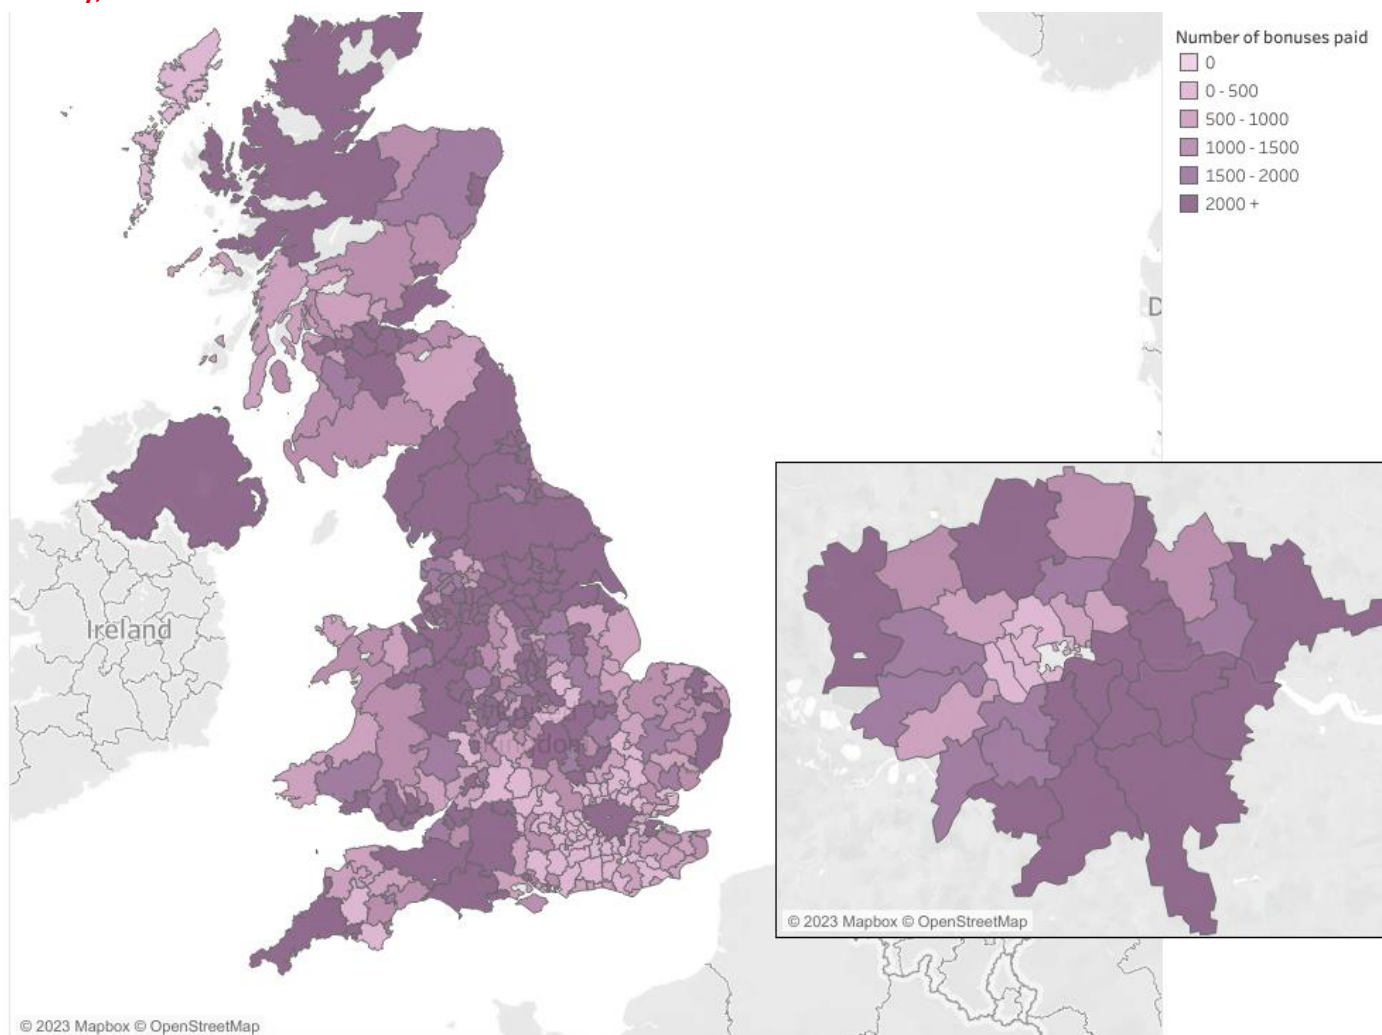 Number of bonuses paid
0
0 - 500
500 - 1000
1000 - 1500
1500 - 2000
2000 +
D
Ireland
© 2023 Mapbox © OpenStreetMap
© 2023 Mapbox © OpenStreetMap